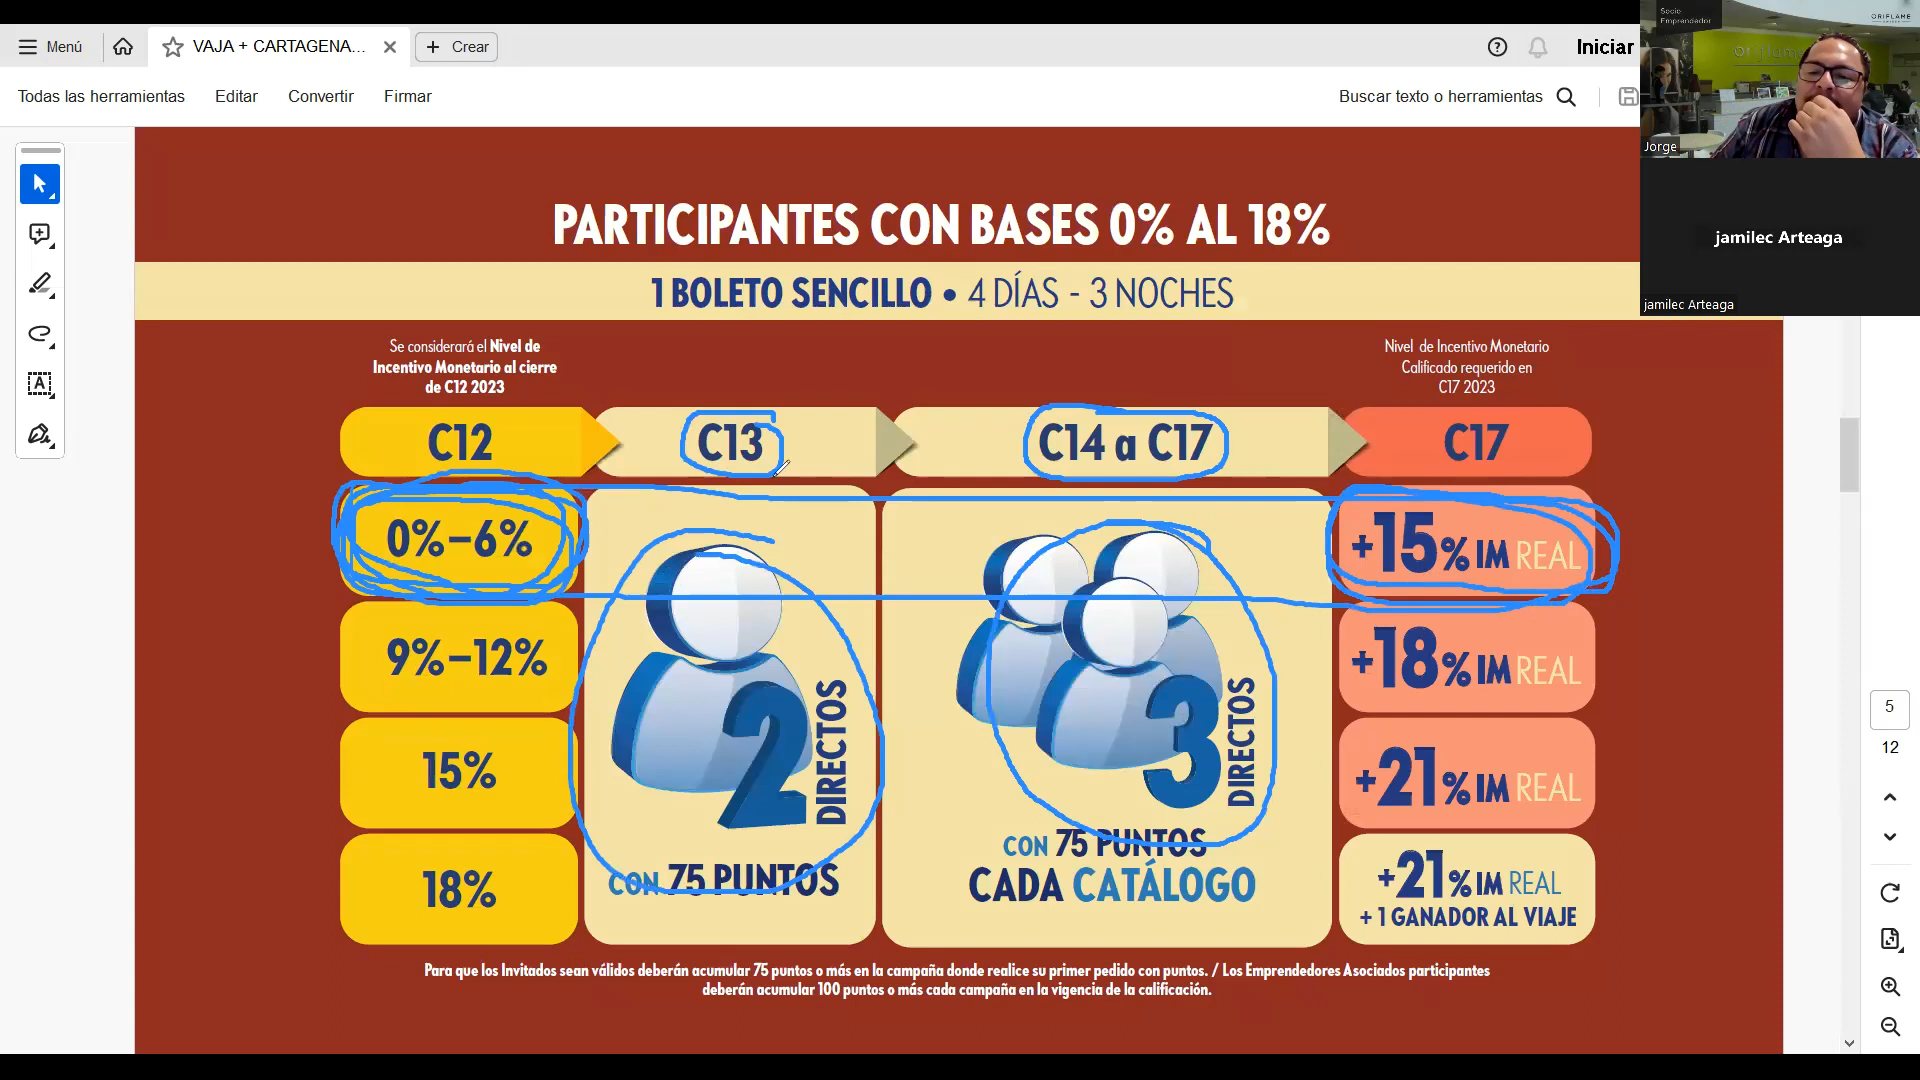 Menú
VAJA + CARTAGENA...
Crear
Iniciar
Todas las herramientas
Editar
Convertir
Firmar
Buscar texto o herramientas
Socio
Emprendedor
ORIFLAME
SWEDEN
Jorge
jamilec Arteaga
jamilec Arteaga
PARTICIPANTES CON BASES 0% AL 18%
1 BOLETO SENCILLO • 4 DÍAS - 3 NOCHES
Se considerará el Nivel de
Incentivo Monetario al cierre
de C12 2023
Nivel de Incentivo Monetario
Calificado requerido en
C17 2023
C12
C13
C14 a C17
C17
0%–6%
9%–12%
15%
18%
2
DIRECTOS
CON 75 PUNTOS
3
DIRECTOS
CON 75 PUNTOS
CADA CATÁLOGO
+15% IM REAL
+18% IM REAL
+21% IM REAL
+21% IM REAL
+ 1 GANADOR AL VIAJE
Para que los Invitados sean válidos deberán acumular 75 puntos o más en la campaña donde realice su primer pedido con puntos. / Los Emprendedores Asociados participantes
deberán acumular 100 puntos o más cada campaña en la vigencia de la calificación.
5
12